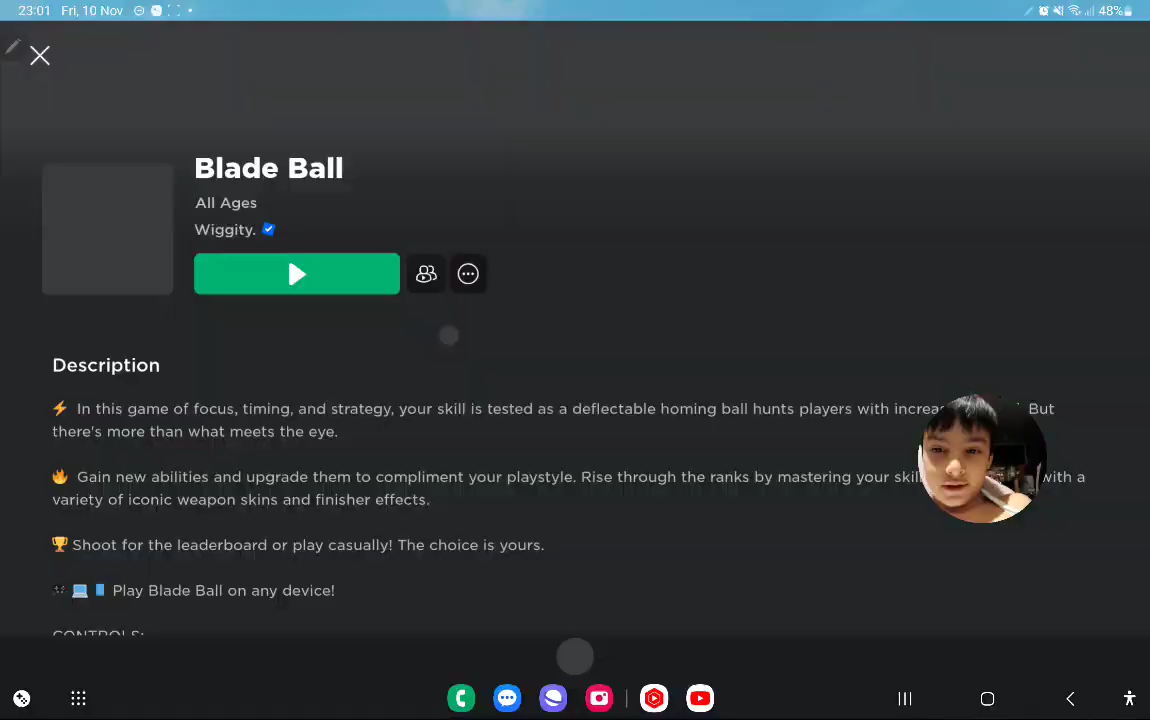 23:01 Fri, 10 Nov 48%
Blade Ball
All Ages
Wiggity.
Description
⚡ In this game of focus, timing, and strategy, your skill is tested as a deflectable homing ball hunts players with But
there's more than what meets the eye.
🔥 Gain new abilities and upgrade them to compliment your playstyle. Rise through the ranks by mastering your with a
variety of iconic weapon skins and finisher effects.
🏆 Shoot for the leaderboard or play casually! The choice is yours.
🎮 💻 📱 Play Blade Ball on any device!
CONTROLS: